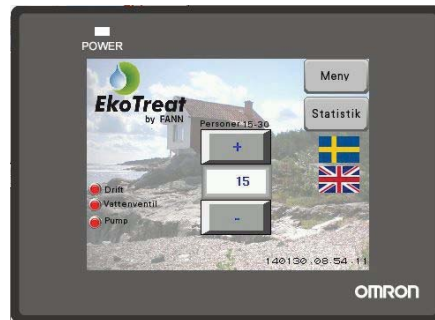 POWER
EkoTreat
by FANN
Meny
Statistik
Personer 15-30
+
15
-
Drift
Vattenventil
Pump
140130 .08.54 .11
OMRON